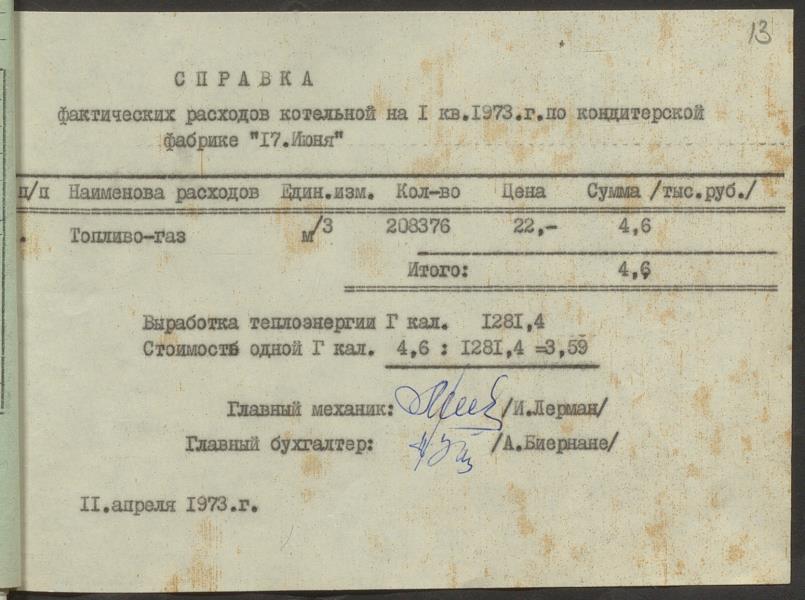 13
СПРАВКА
фактических расходов котельной на I кв.1973.г.по кондитерской
фабрике "17.Июня"
п/п Наименова расходов Един.изм. Кол-во Цена Сумма /тыс.руб./
. Топливо-газ м/3 208376 22,- 4,6
Итого: 4,6
Выработка теплоэнергии Г кал. 1281,4
Стоимость одной Г кал. 4,6 : 1281,4 =3,59
Главный механик: /И.Лерман/
Главный бухгалтер: /А.Биернане/
II.апреля 1973.г.